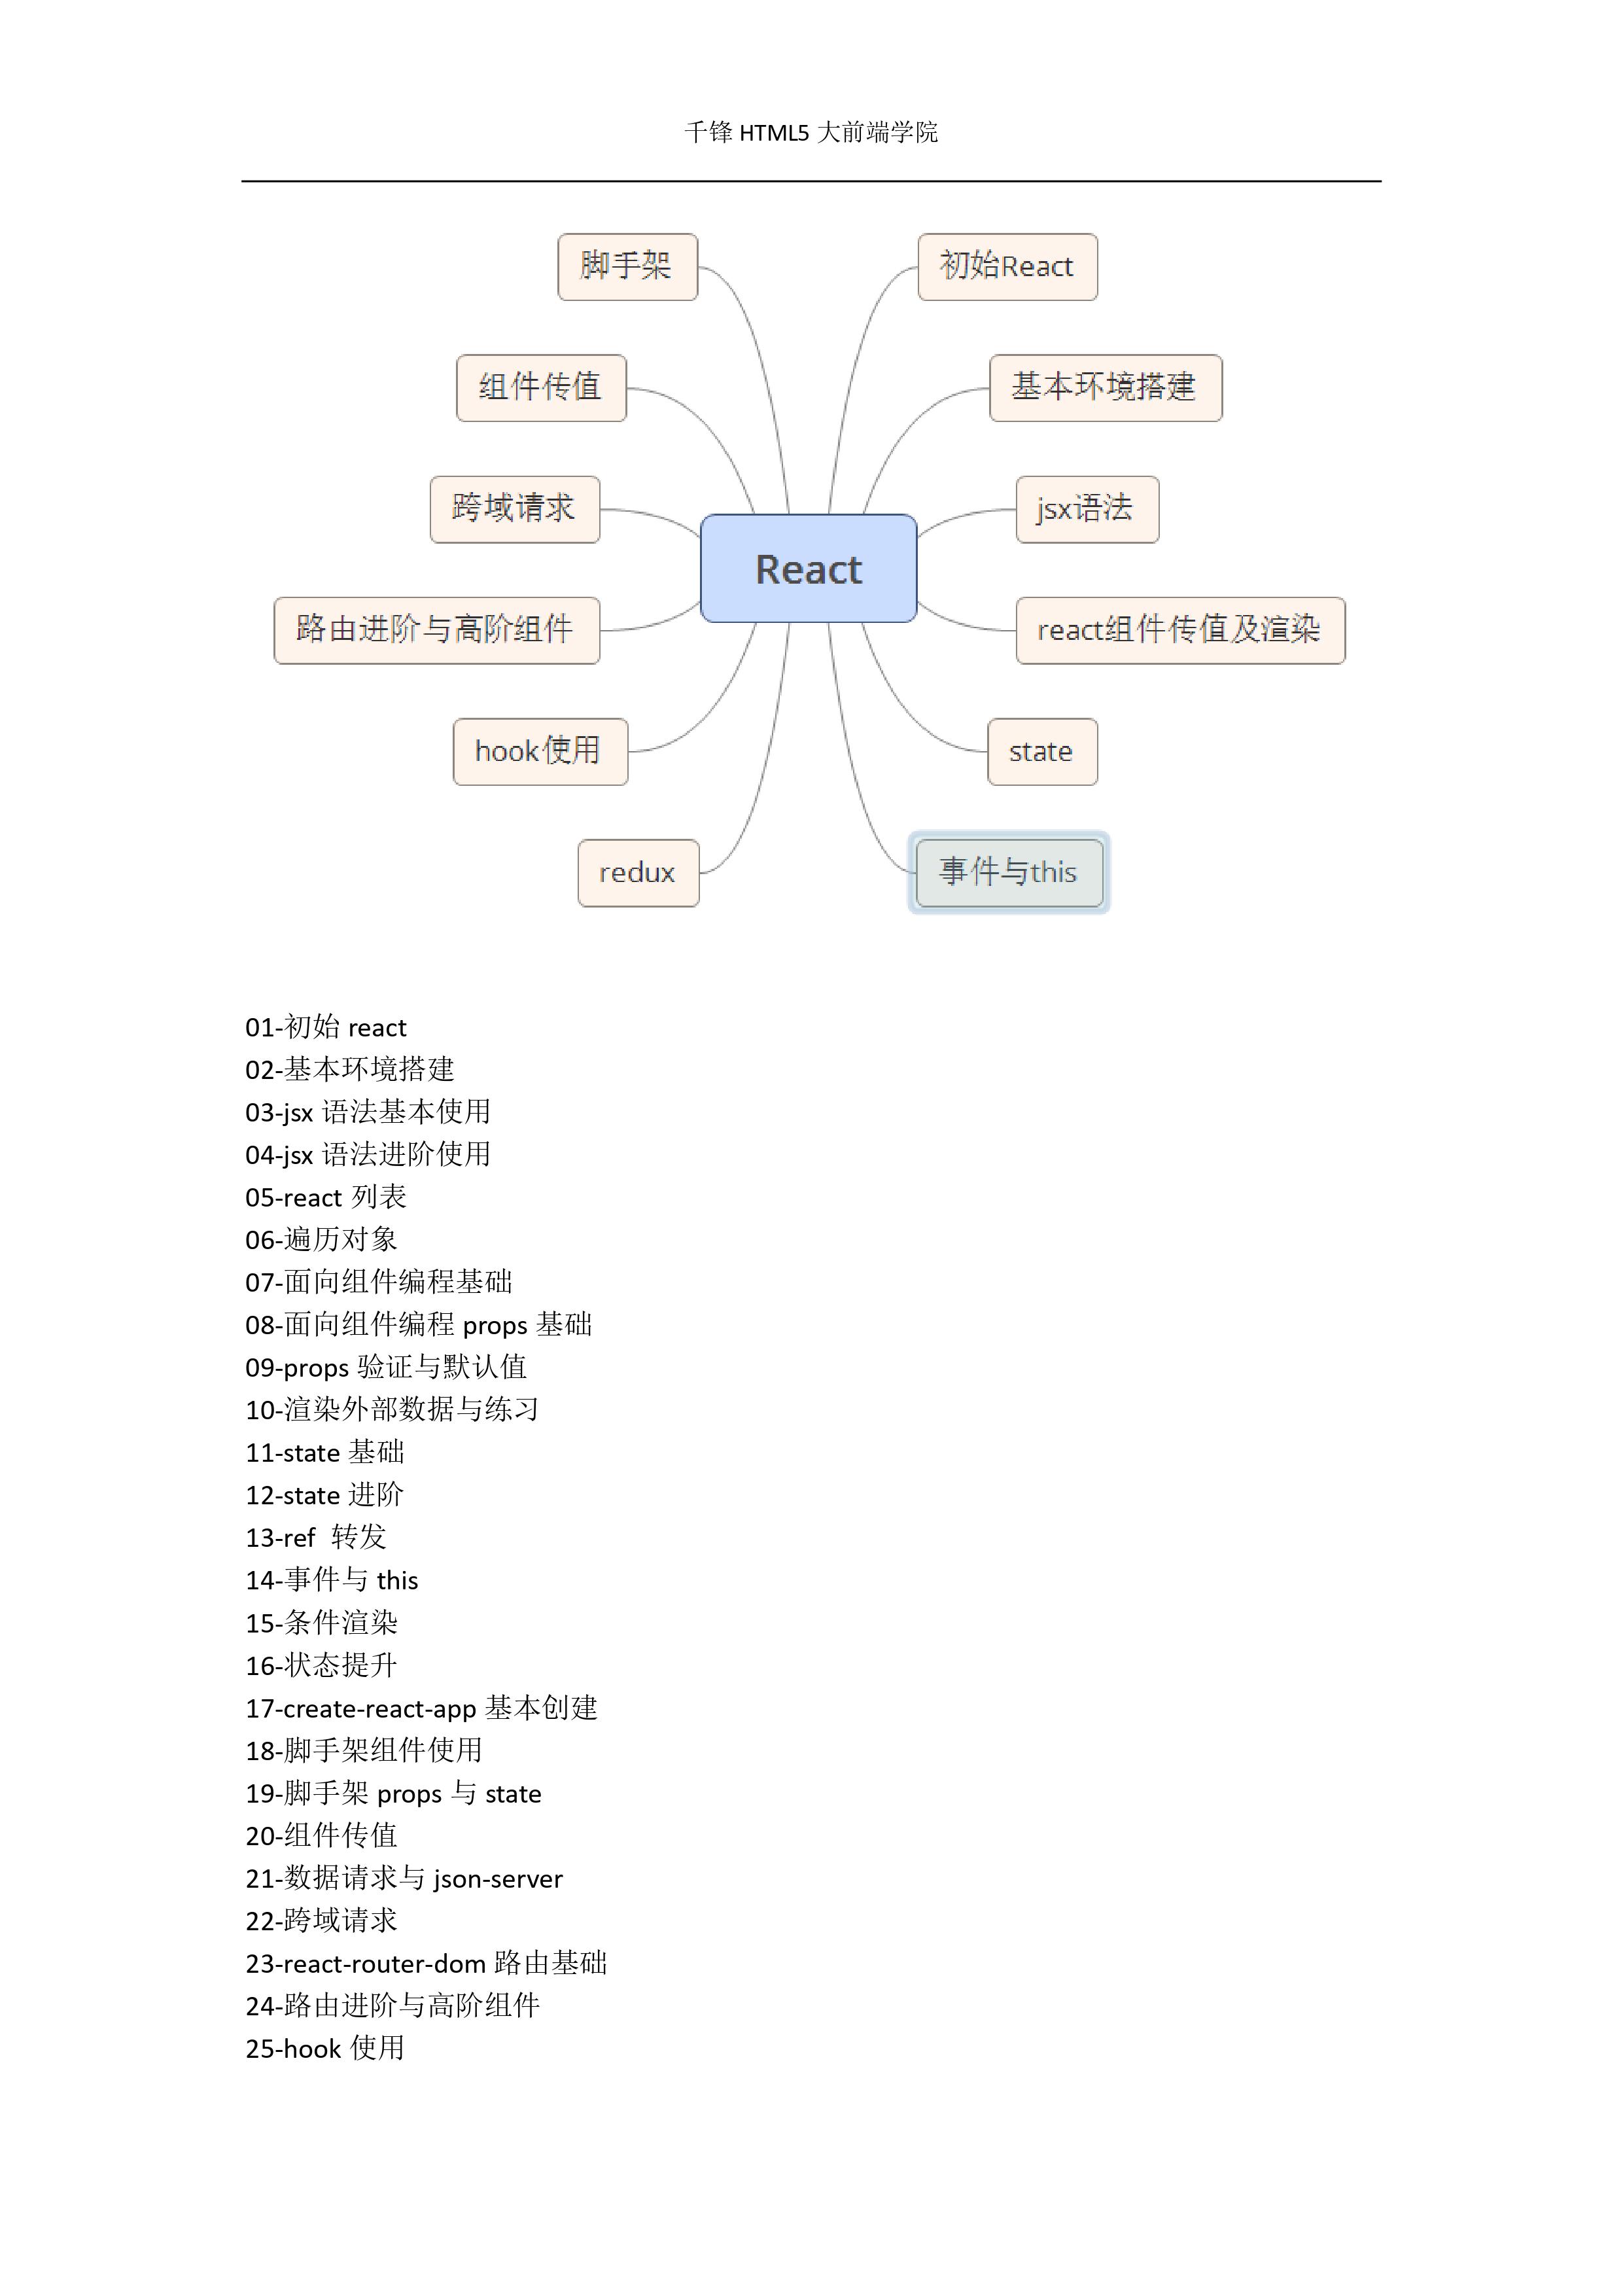 千锋 HTML5 大前端学院
脚手架
初始React
组件传值
基本环境搭建
跨域请求
jsx语法
React
路由进阶与高阶组件
react组件传值及渲染
hook使用
state
redux
事件与this
01-初始 react
02-基本环境搭建
03-jsx 语法基本使用
04-jsx 语法进阶使用
05-react 列表
06-遍历对象
07-面向组件编程基础
08-面向组件编程 props 基础
09-props 验证与默认值
10-渲染外部数据与练习
11-state 基础
12-state 进阶
13-ref  转发
14-事件与 this
15-条件渲染
16-状态提升
17-create-react-app 基本创建
18-脚手架组件使用
19-脚手架 props 与 state
20-组件传值
21-数据请求与 json-server
22-跨域请求
23-react-router-dom 路由基础
24-路由进阶与高阶组件
25-hook 使用